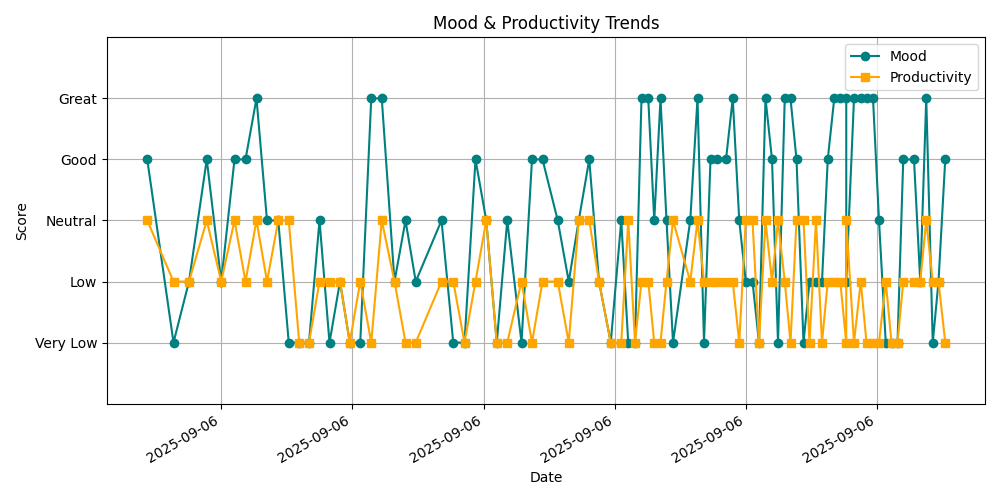 Mood & Productivity Trends
Mood
Productivity
Great
Good
Neutral
Low
Very Low
Score
2025-09-06
2025-09-06
2025-09-06
2025-09-06
2025-09-06
2025-09-06
Date